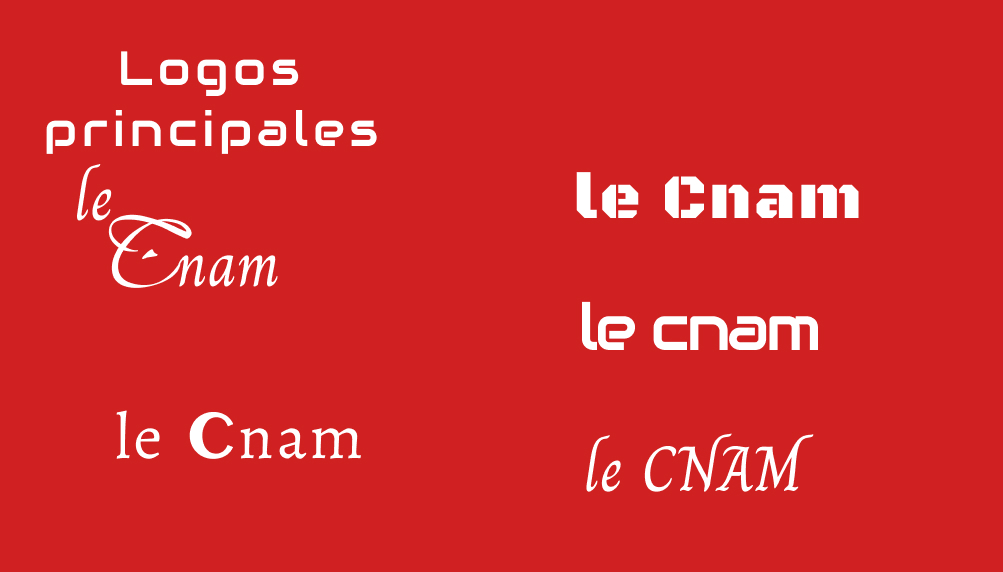 Logos
principales
le
Cnam
le Cnam
le Cnam
le cnam
le CNAM